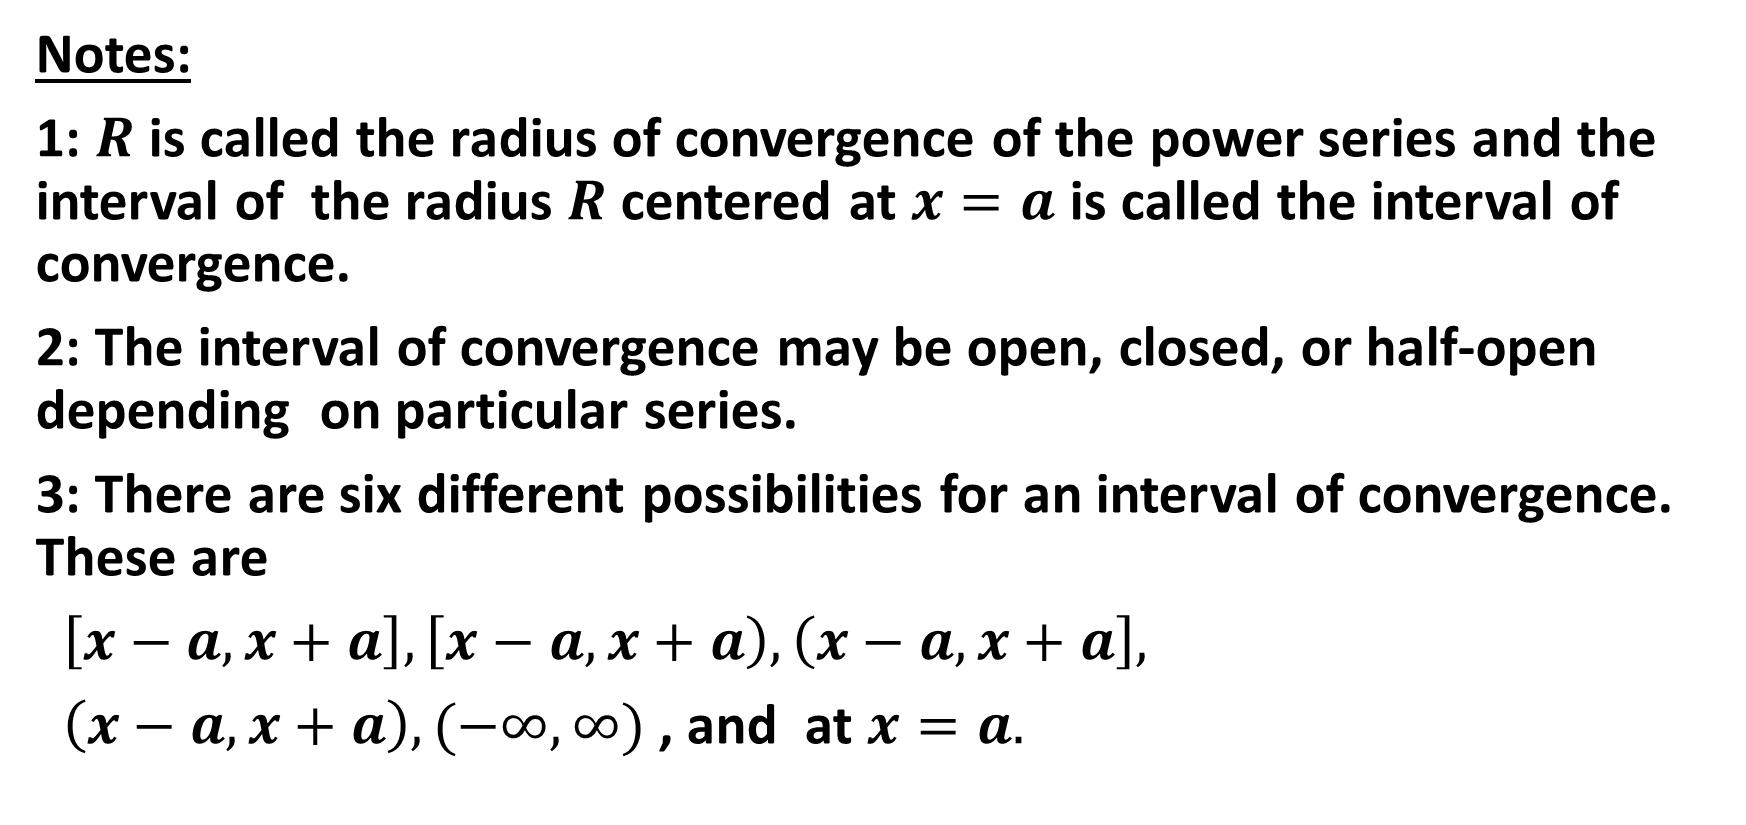 Notes:
1: R is called the radius of convergence of the power series and the
interval of the radius R centered at x = a is called the interval of
convergence.
2: The interval of convergence may be open, closed, or half-open
depending on particular series.
3: There are six different possibilities for an interval of convergence.
These are
[x − a, x + a], [x − a, x + a), (x − a, x + a],
(x − a, x + a), (−∞, ∞) , and at x = a.